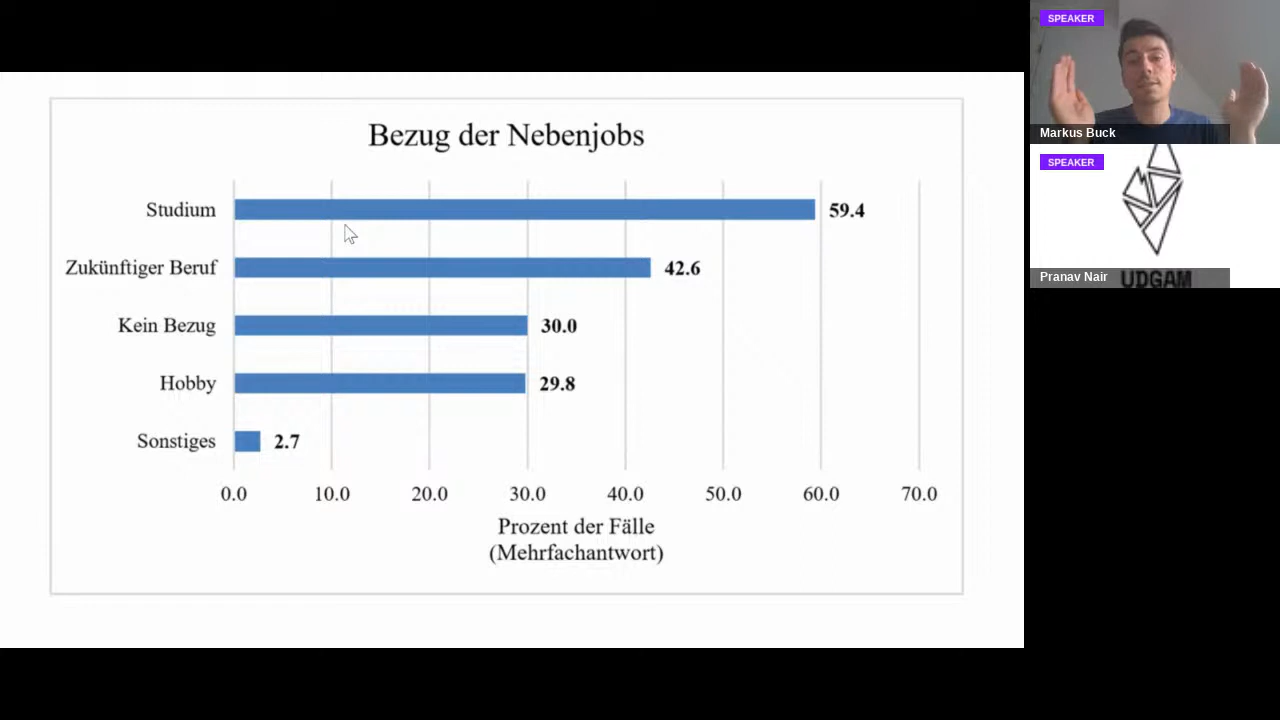 Bezug der Nebenjobs
Studium
59.4
Zukünftiger Beruf
42.6
Kein Bezug
30.0
Hobby
29.8
Sonstiges
2.7
0.0 10.0 20.0 30.0 40.0 50.0 60.0 70.0
Prozent der Fälle
(Mehrfachantwort)
SPEAKER
Markus Buck
SPEAKER
Pranav Nair
UDGAM